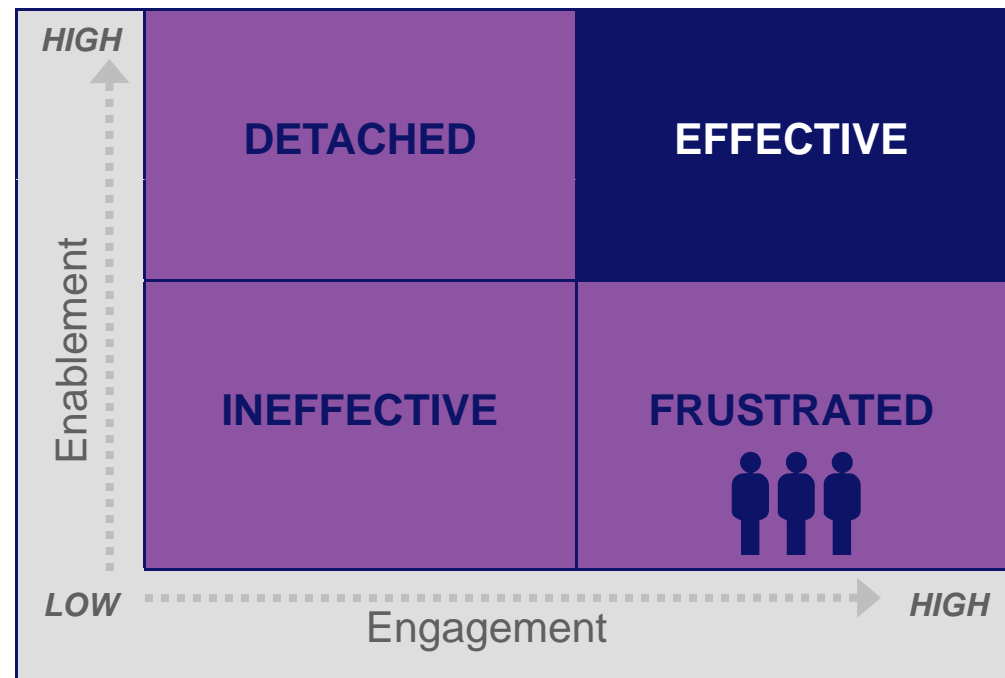 HIGH
DETACHED
EFFECTIVE
Enablement
INEFFECTIVE
FRUSTRATED
LOW
HIGH
Engagement